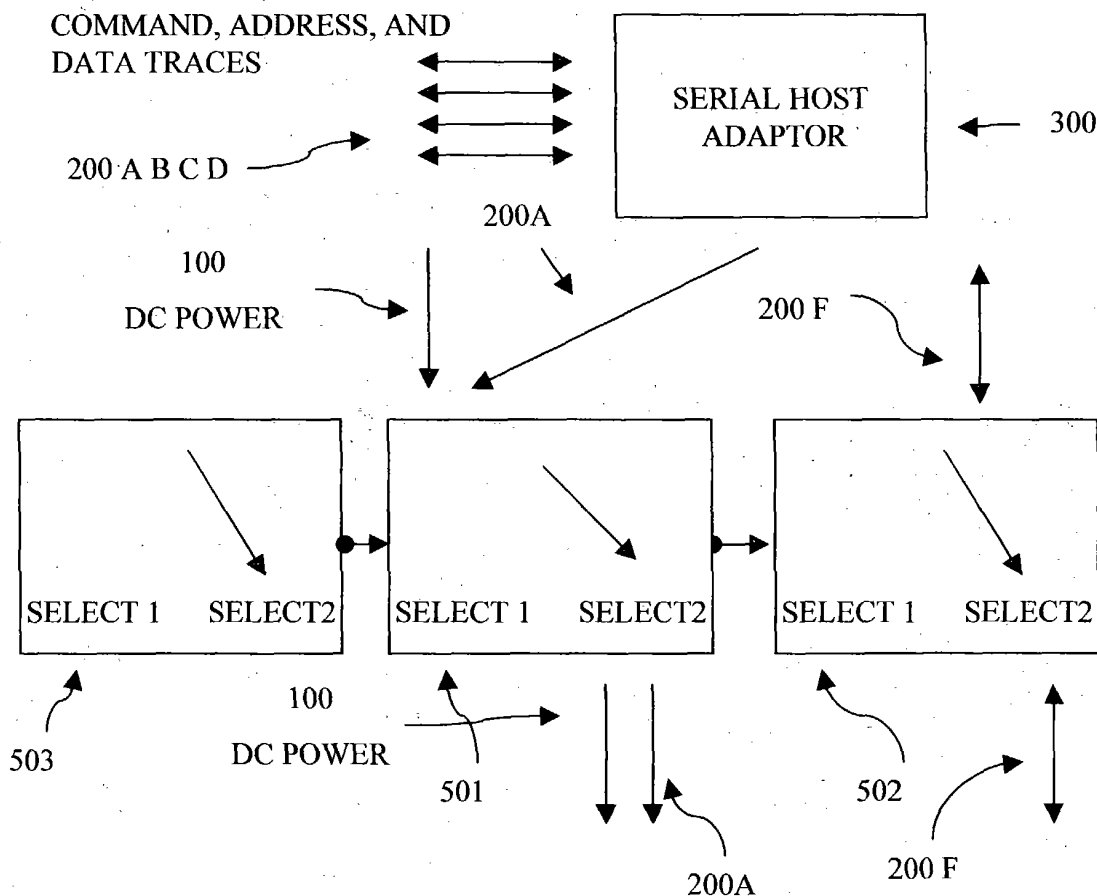 COMMAND, ADDRESS, AND
DATA TRACES
SERIAL HOST
ADAPTOR
300
200 A B C D
200A
100
DC POWER
200 F
SELECT 1 SELECT2
SELECT 1 SELECT2
SELECT 1 SELECT2
503
100
DC POWER
501
502
200A
200 F